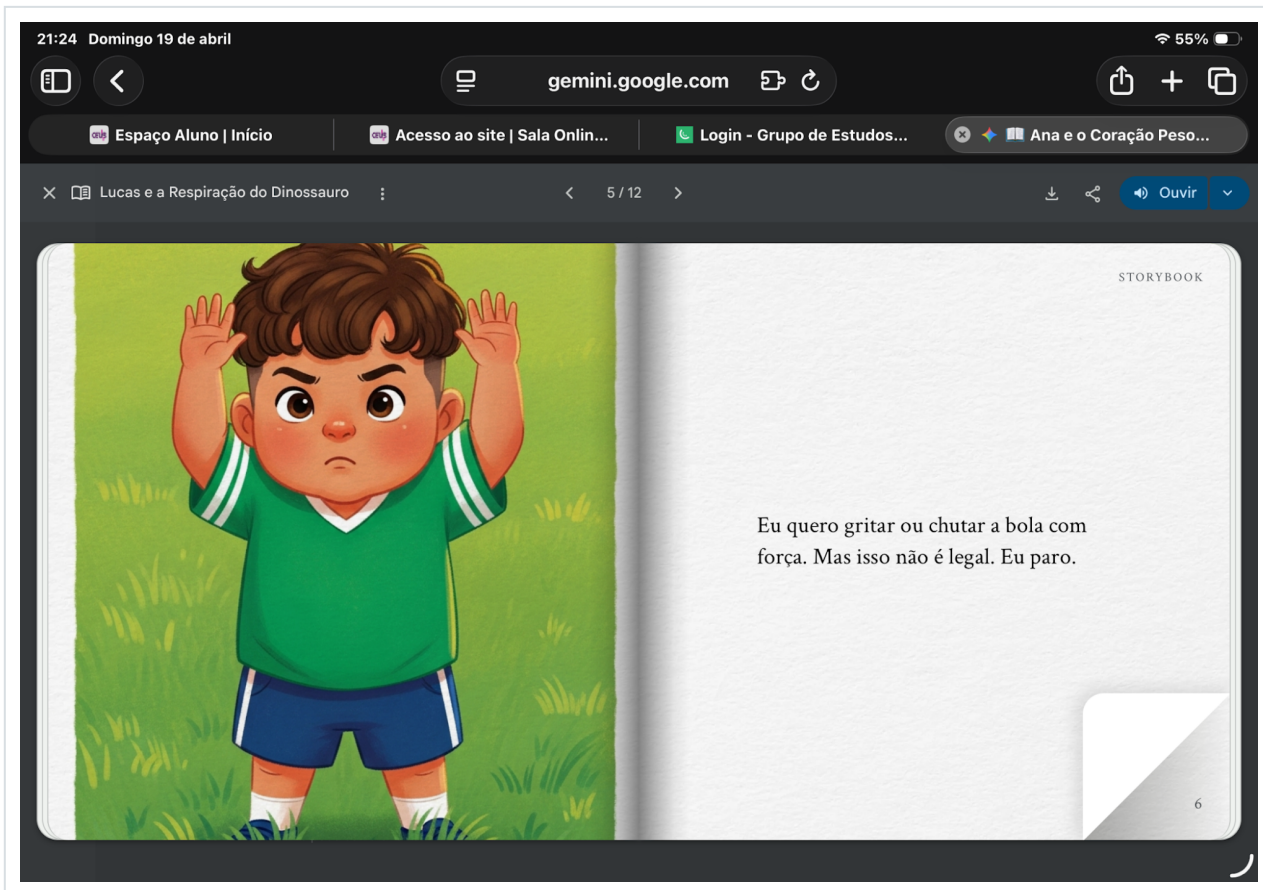 21:24 Domingo 19 de abril
55%
gemini.google.com
Espaço Aluno | Início
Acesso ao site | Sala Onlin...
Login - Grupo de Estudos...
Ana e o Coração Peso...
Lucas e a Respiração do Dinossauro
5 / 12
Ouvir
STORYBOOK
Eu quero gritar ou chutar a bola com
força. Mas isso não é legal. Eu paro.
6